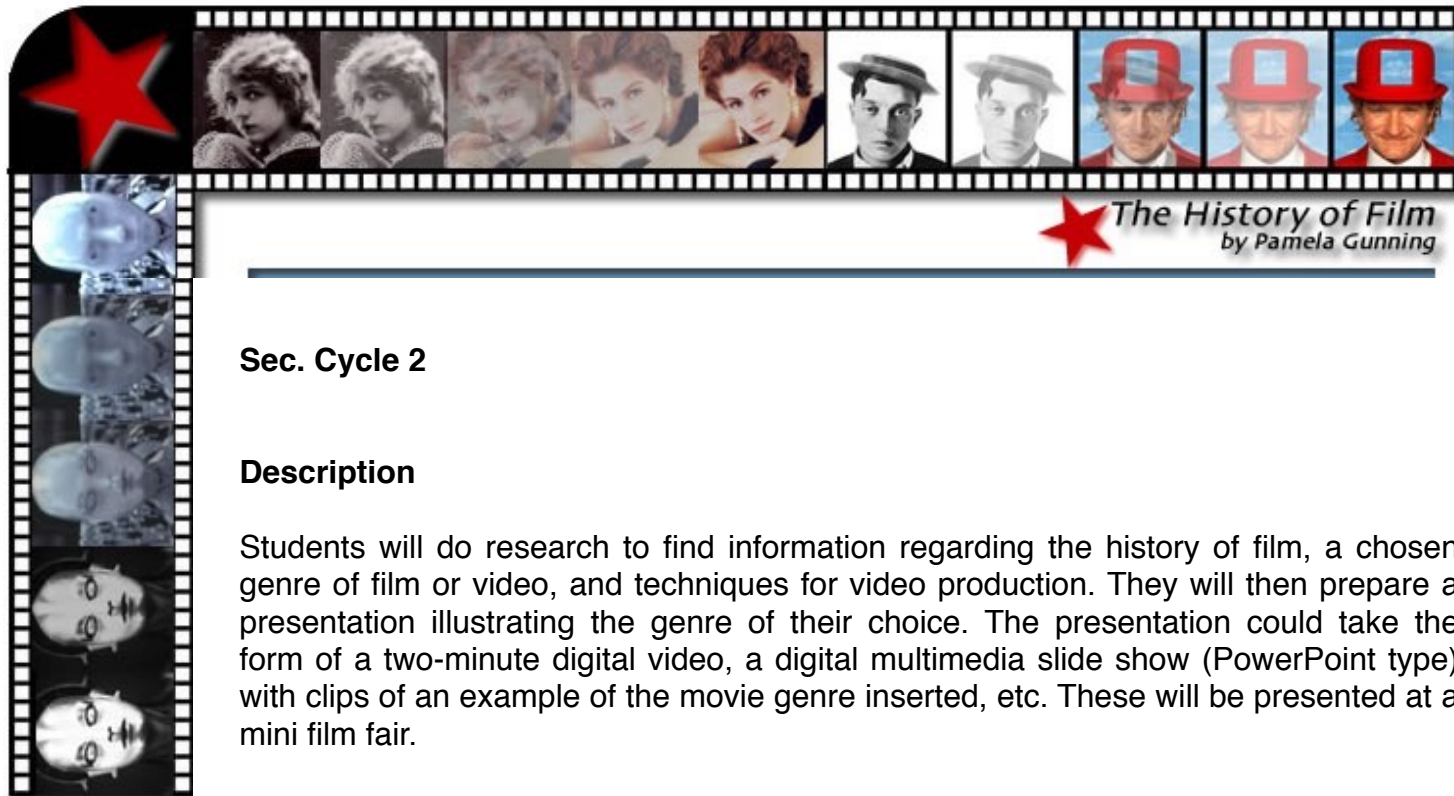 The History of Film
by Pamela Gunning
Sec. Cycle 2
Description
Students will do research to find information regarding the history of film, a chosen
genre of film or video, and techniques for video production. They will then prepare a
presentation illustrating the genre of their choice. The presentation could take the
form of a two-minute digital video, a digital multimedia slide show (PowerPoint type)
with clips of an example of the movie genre inserted, etc. These will be presented at a
mini film fair.